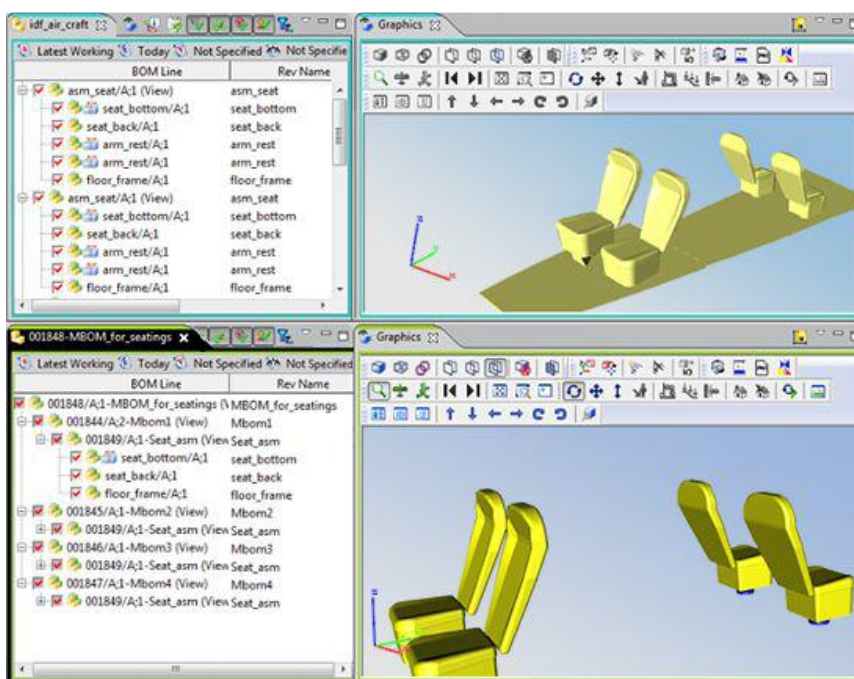 idf_air_craft
Latest Working Today Not Specified Not Specifie
BOM Line Rev Name
asm_seat/A;1 (View) asm_seat
seat_bottom/A;1 seat_bottom
seat_back/A;1 seat_back
arm_rest/A;1 arm_rest
arm_rest/A;1 arm_rest
floor_frame/A;1 floor_frame
asm_seat/A;1 (View) asm_seat
seat_bottom/A;1 seat_bottom
seat_back/A;1 seat_back
arm_rest/A;1 arm_rest
arm_rest/A;1 arm_rest
floor_frame/A;1 floor_frame
Graphics
001848-MBOM_for_seatings
Latest Working Today Not Specified Not Specified
BOM Line Rev Name
001848/A;1-MBOM_for_seatings (V MBOM_for_seatings
001844/A;2-Mbom1 (View) Mbom1
001849/A;1-Seat_asm (View Seat_asm
seat_bottom/A;1 seat_bottom
seat_back/A;1 seat_back
floor_frame/A;1 floor_frame
001845/A;1-Mbom2 (View) Mbom2
001849/A;1-Seat_asm (View Seat_asm
001846/A;1-Mbom3 (View) Mbom3
001849/A;1-Seat_asm (View Seat_asm
001847/A;1-Mbom4 (View) Mbom4
001849/A;1-Seat_asm (View Seat_asm
Graphics